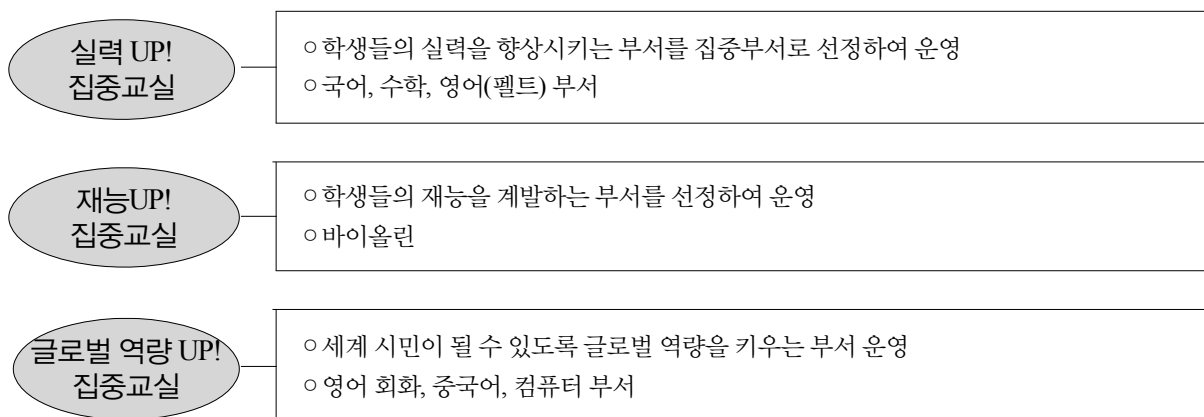 실력 UP!
집중교실
○ 학생들의 실력을 향상시키는 부서를 집중부서로 선정하여 운영
○ 국어, 수학, 영어(펠트) 부서
재능UP!
집중교실
○ 학생들의 재능을 계발하는 부서를 선정하여 운영
○ 바이올린
글로벌 역량 UP!
집중교실
○ 세계 시민이 될 수 있도록 글로벌 역량을 키우는 부서 운영
○ 영어 회화, 중국어, 컴퓨터 부서